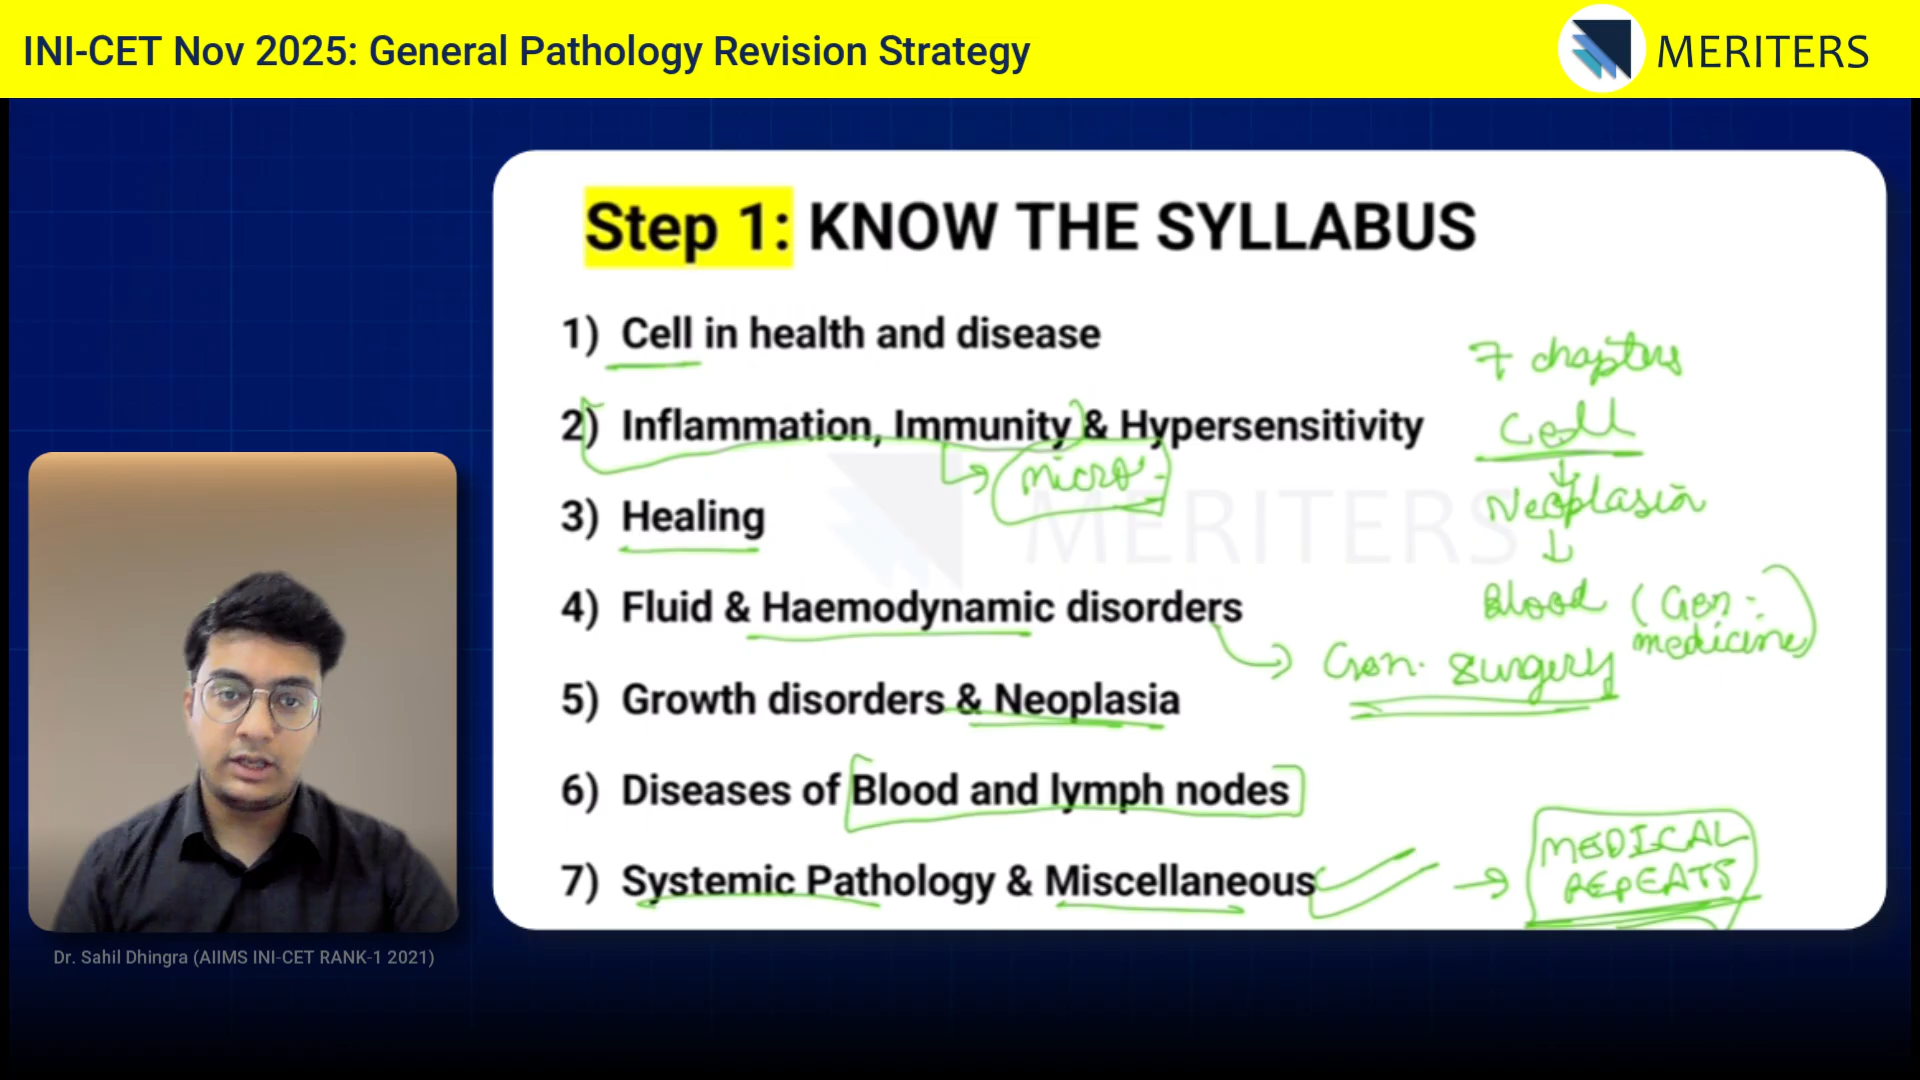 INI-CET Nov 2025: General Pathology Revision Strategy
MERITERS
Step 1: KNOW THE SYLLABUS
1) Cell in health and disease
2) Inflammation, Immunity & Hypersensitivity
micro-
3) Healing
4) Fluid & Haemodynamic disorders
Gen. surgery
5) Growth disorders & Neoplasia
6) Diseases of Blood and lymph nodes
7) Systemic Pathology & Miscellaneous
7 chapters
Cell
Neoplasia
Blood (Gen.
medicine)
MEDICAL
REPEATS
MERITERS
Dr. Sahil Dhingra (AIIMS INI-CET RANK-1 2021)